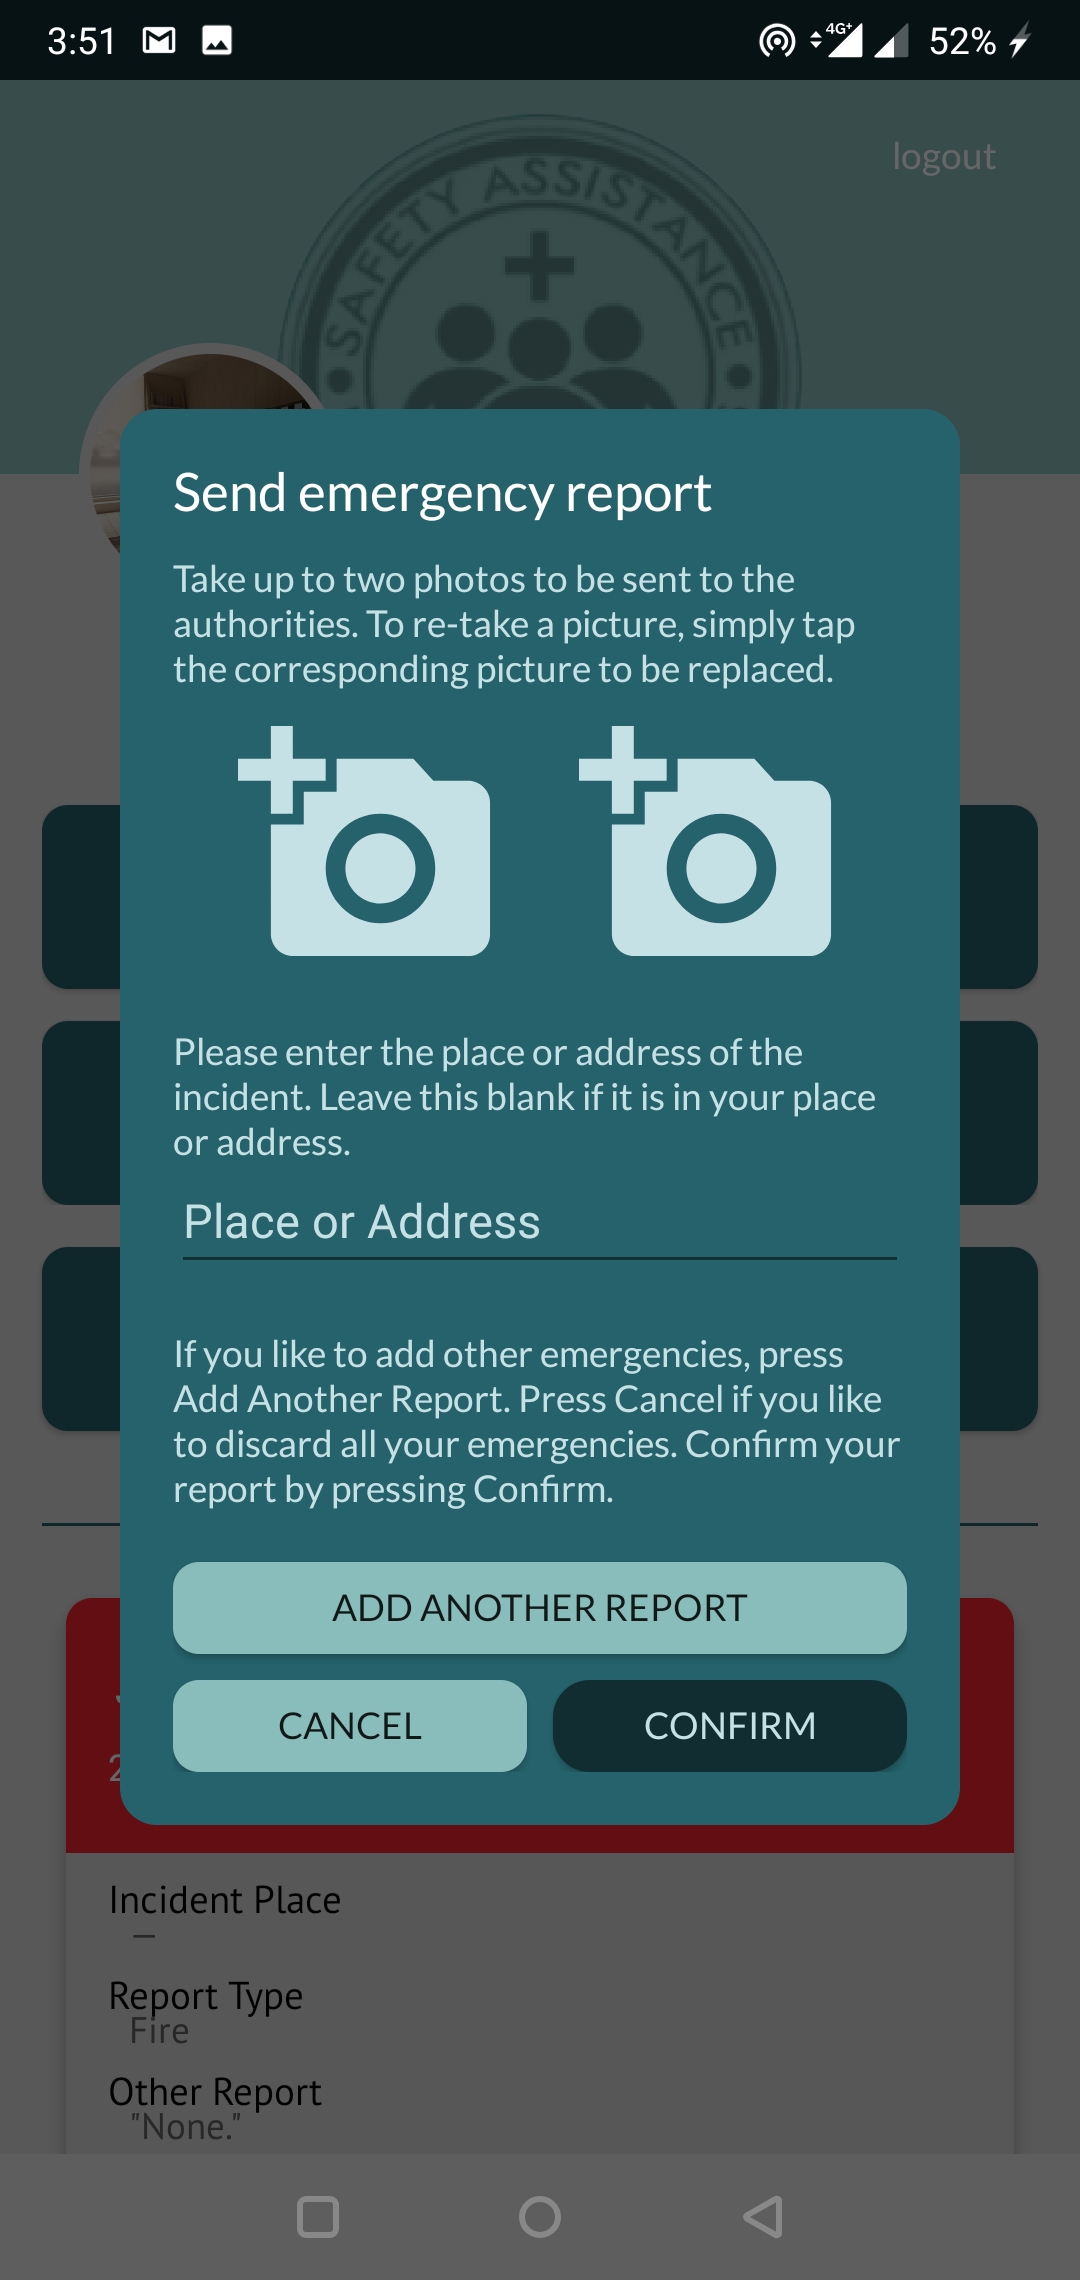 3:51
4G+
52%
SAFETY ASSISTANCE
logout
Send emergency report
Take up to two photos to be sent to the
authorities. To re-take a picture, simply tap
the corresponding picture to be replaced.
Please enter the place or address of the
incident. Leave this blank if it is in your place
or address.
Place or Address
If you like to add other emergencies, press
Add Another Report. Press Cancel if you like
to discard all your emergencies. Confirm your
report by pressing Confirm.
ADD ANOTHER REPORT
CANCEL
CONFIRM
Incident Place
—
Report Type
Fire
Other Report
"None."